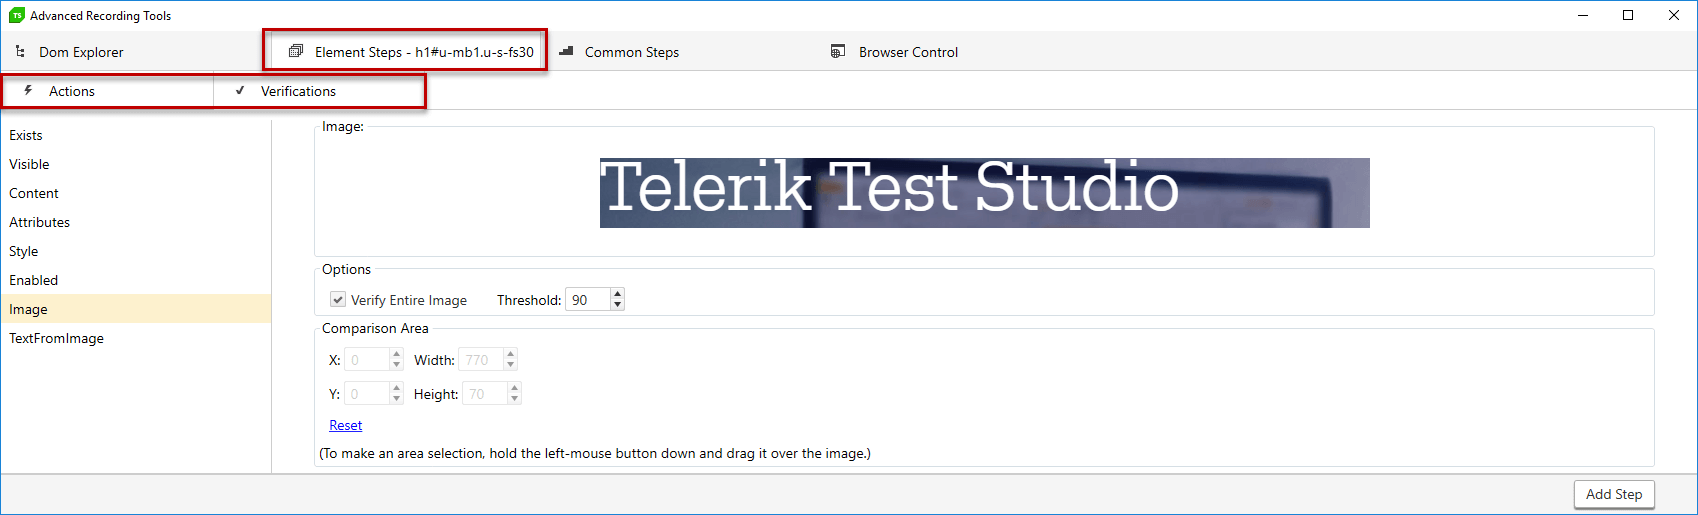 TS Advanced Recording Tools
Dom Explorer Element Steps - h1#u-mb1.u-s-fs30 Common Steps Browser Control
Actions Verifications
Exists
Visible
Content
Attributes
Style
Enabled
Image
TextFromImage
Image:
Telerik Test Studio
Options
Verify Entire Image Threshold: 90
Comparison Area
X: 0 Width: 770
Y: 0 Height: 70
Reset
(To make an area selection, hold the left-mouse button down and drag it over the image.)
Add Step